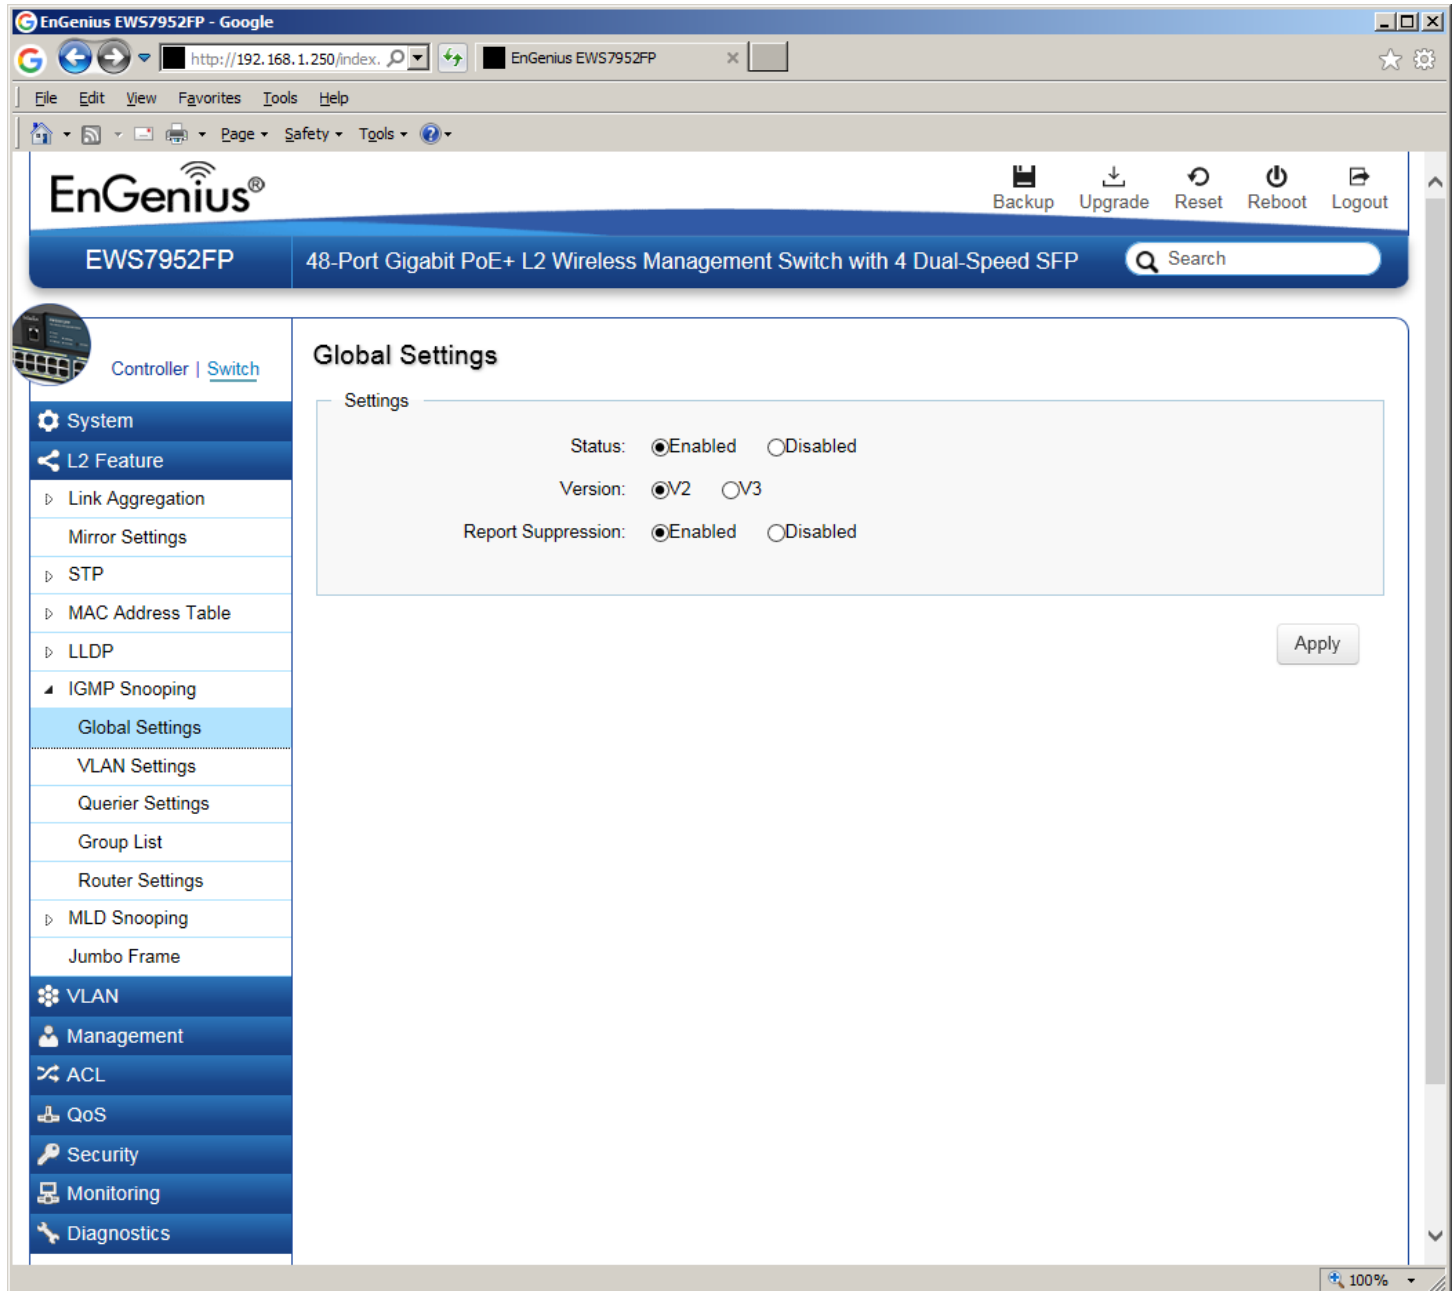 EnGenius EWS7952FP - Google
http://192.168.1.250/index.
EnGenius EWS7952FP
File Edit View Favorites Tools Help
Page Safety Tools
EnGenius®
Backup Upgrade Reset Reboot Logout
EWS7952FP
48-Port Gigabit PoE+ L2 Wireless Management Switch with 4 Dual-Speed SFP
Search
Controller | Switch
System
L2 Feature
Link Aggregation
Mirror Settings
STP
MAC Address Table
LLDP
IGMP Snooping
Global Settings
VLAN Settings
Querier Settings
Group List
Router Settings
MLD Snooping
Jumbo Frame
VLAN
Management
ACL
QoS
Security
Monitoring
Diagnostics
Global Settings
Settings
Status: Enabled Disabled
Version: V2 V3
Report Suppression: Enabled Disabled
Apply
100%